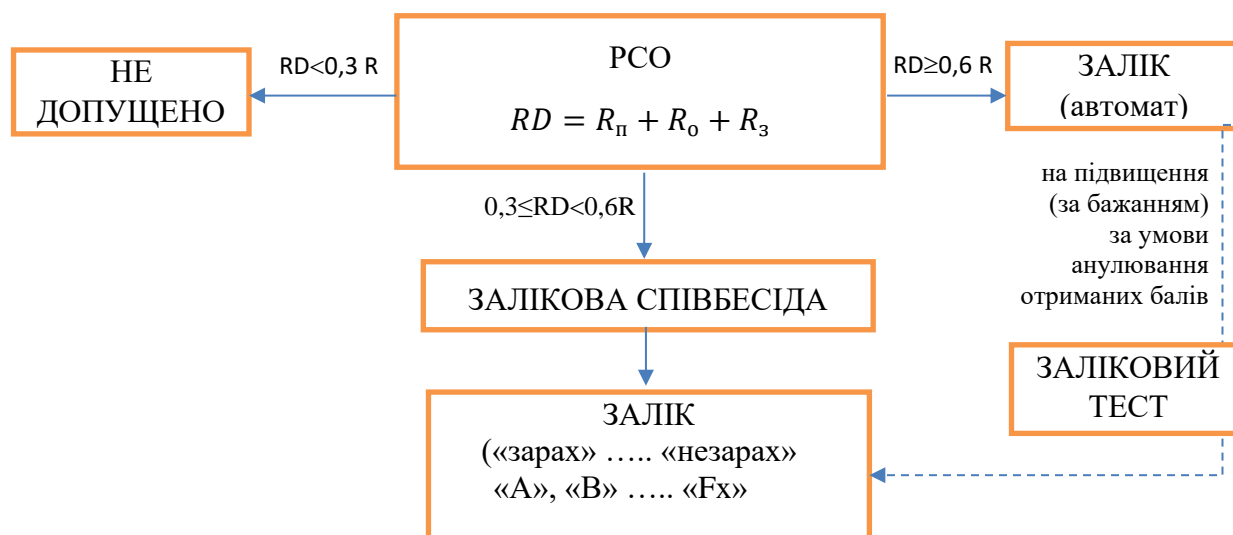 НЕ
ДОПУЩЕНО
RD<0,3 R
РСО
RD = Rп + Rо + Rз
RD≥0,6 R
ЗАЛІК
(автомат)
0,3≤RD<0,6R
на підвищення
(за бажанням)
за умови
анулювання
отриманих балів
ЗАЛІКОВА СПІВБЕСІДА
ЗАЛІКОВИЙ
ТЕСТ
ЗАЛІК
(«зарах» ….. «незарах»
«А», «В» ….. «Fx»